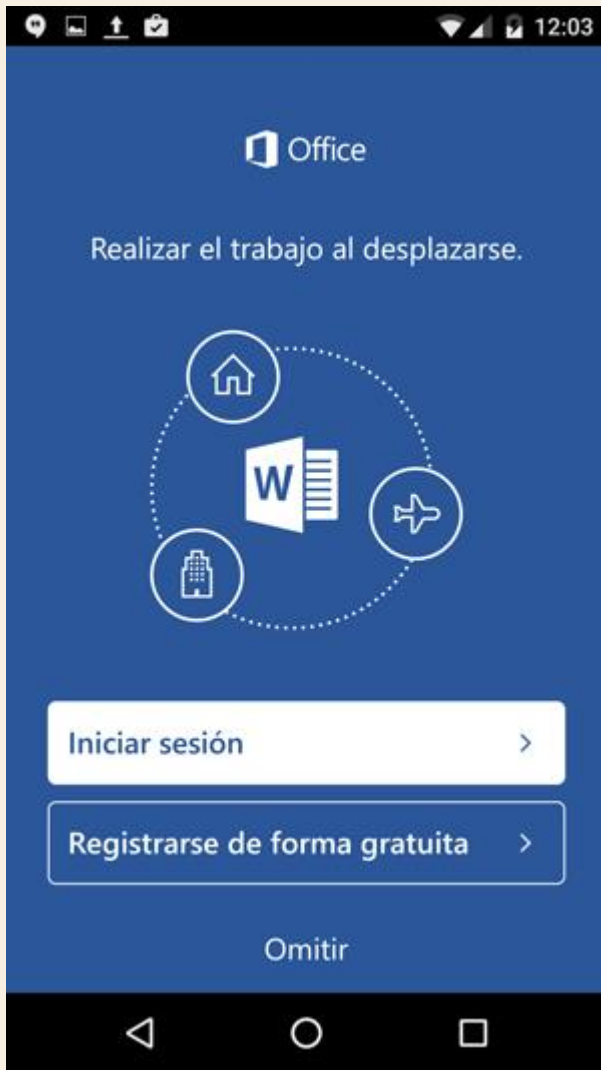 12:03
Office
Realizar el trabajo al desplazarse.
W
Iniciar sesión
Registrarse de forma gratuita
Omitir